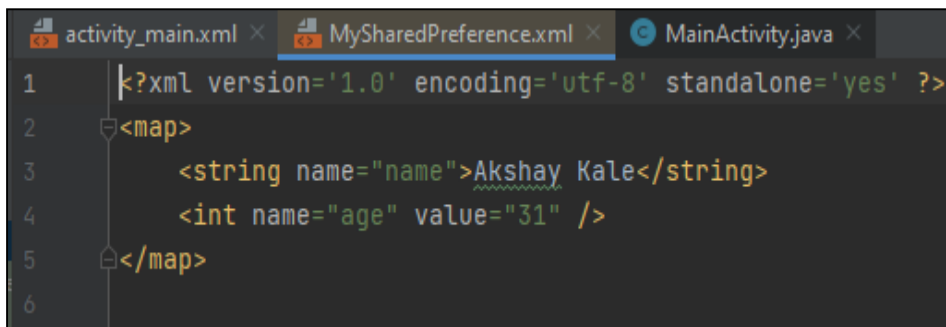 activity_main.xml MySharedPreference.xml MainActivity.java
1 <?xml version='1.0' encoding='utf-8' standalone='yes' ?>
2 <map>
3 <string name="name">Akshay Kale</string>
4 <int name="age" value="31" />
5 </map>
6